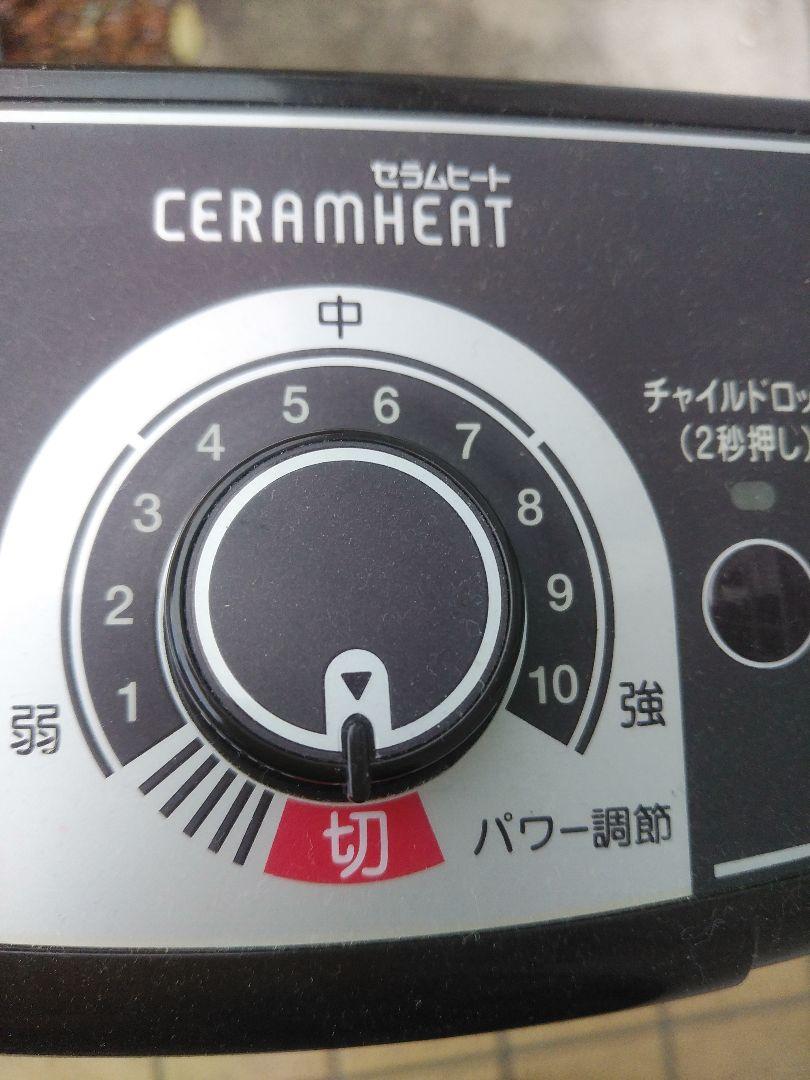 セラムヒート
CERAMHEAT
中
チャイルドロッ
(2秒押し)
1 2 3 4 5 6 7 8 9 10
弱
強
切
パワー調節